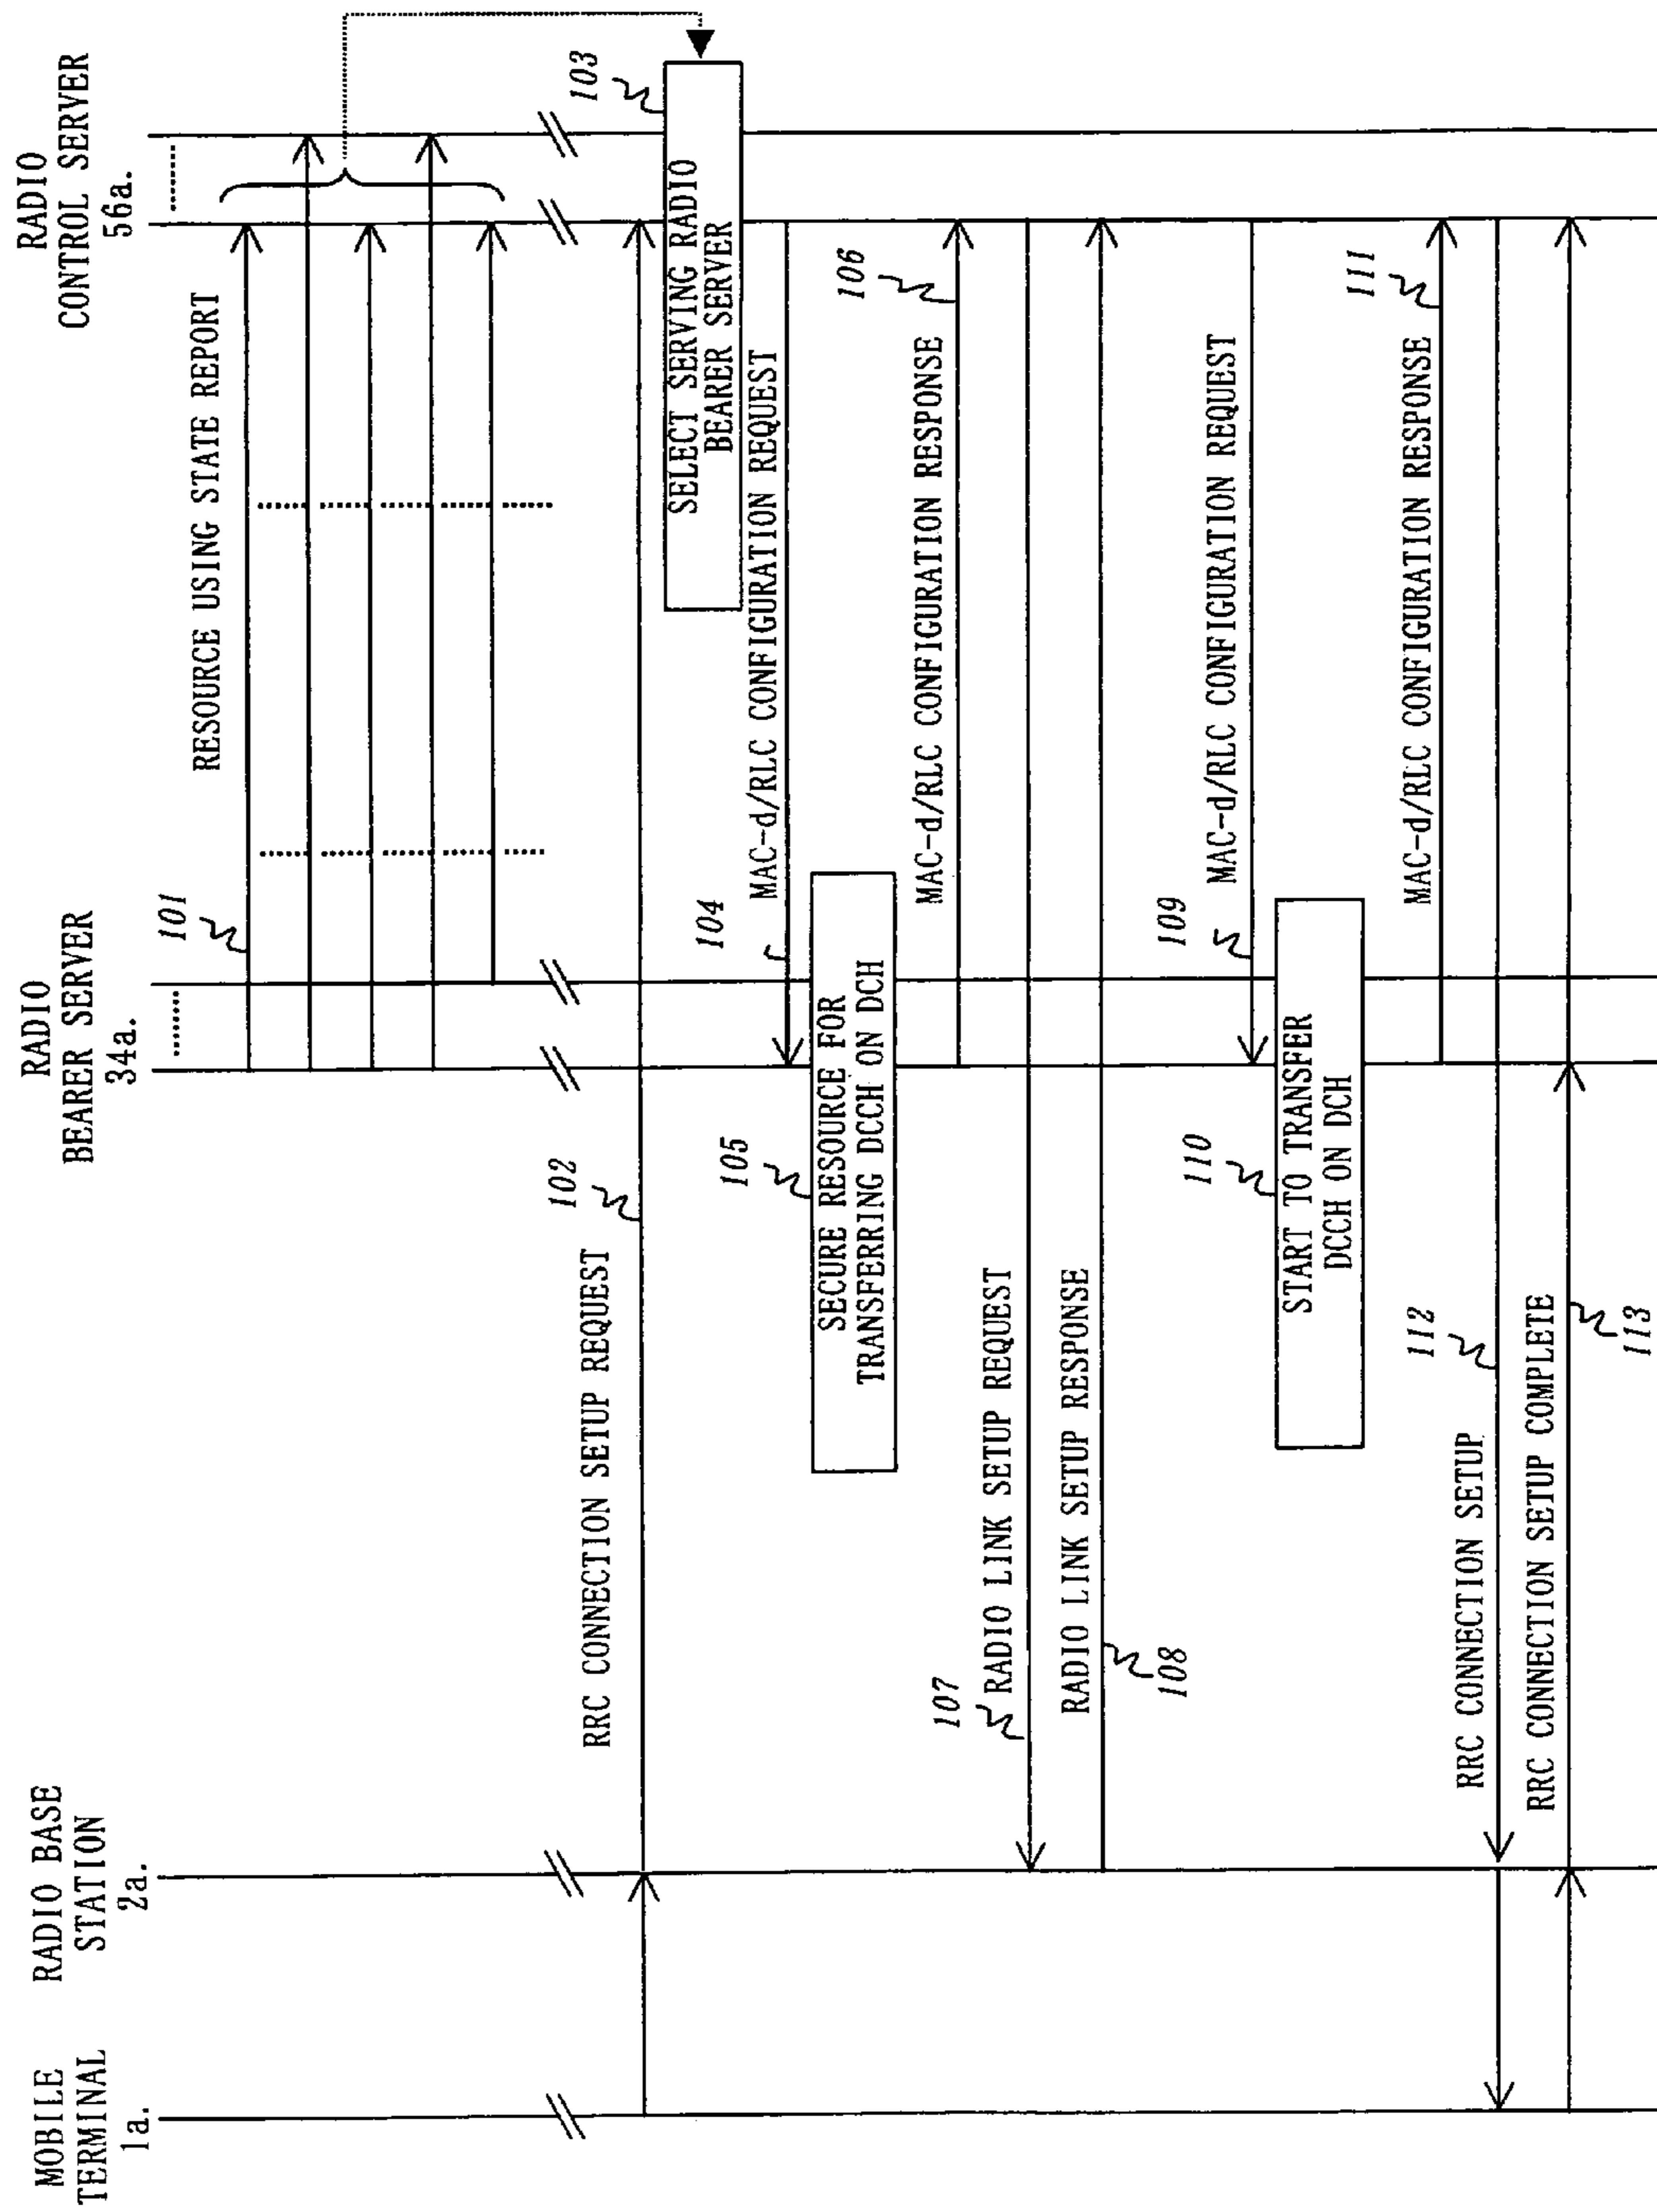 MOBILE
TERMINAL
1a.
RADIO BASE
STATION
2a.
RADIO
BEARER SERVER
34a.
RADIO
CONTROL SERVER
56a.
101
RESOURCE USING STATE REPORT
RRC CONNECTION SETUP REQUEST
102
103
SELECT SERVING RADIO
BEARER SERVER
104
MAC-d/RLC CONFIGURATION REQUEST
105
SECURE RESOURCE FOR
TRANSFERRING DCCH ON DCH
MAC-d/RLC CONFIGURATION RESPONSE
106
107
RADIO LINK SETUP REQUEST
RADIO LINK SETUP RESPONSE
108
109
MAC-d/RLC CONFIGURATION REQUEST
110
START TO TRANSFER
DCCH ON DCH
MAC-d/RLC CONFIGURATION RESPONSE
111
RRC CONNECTION SETUP
112
RRC CONNECTION SETUP COMPLETE
113